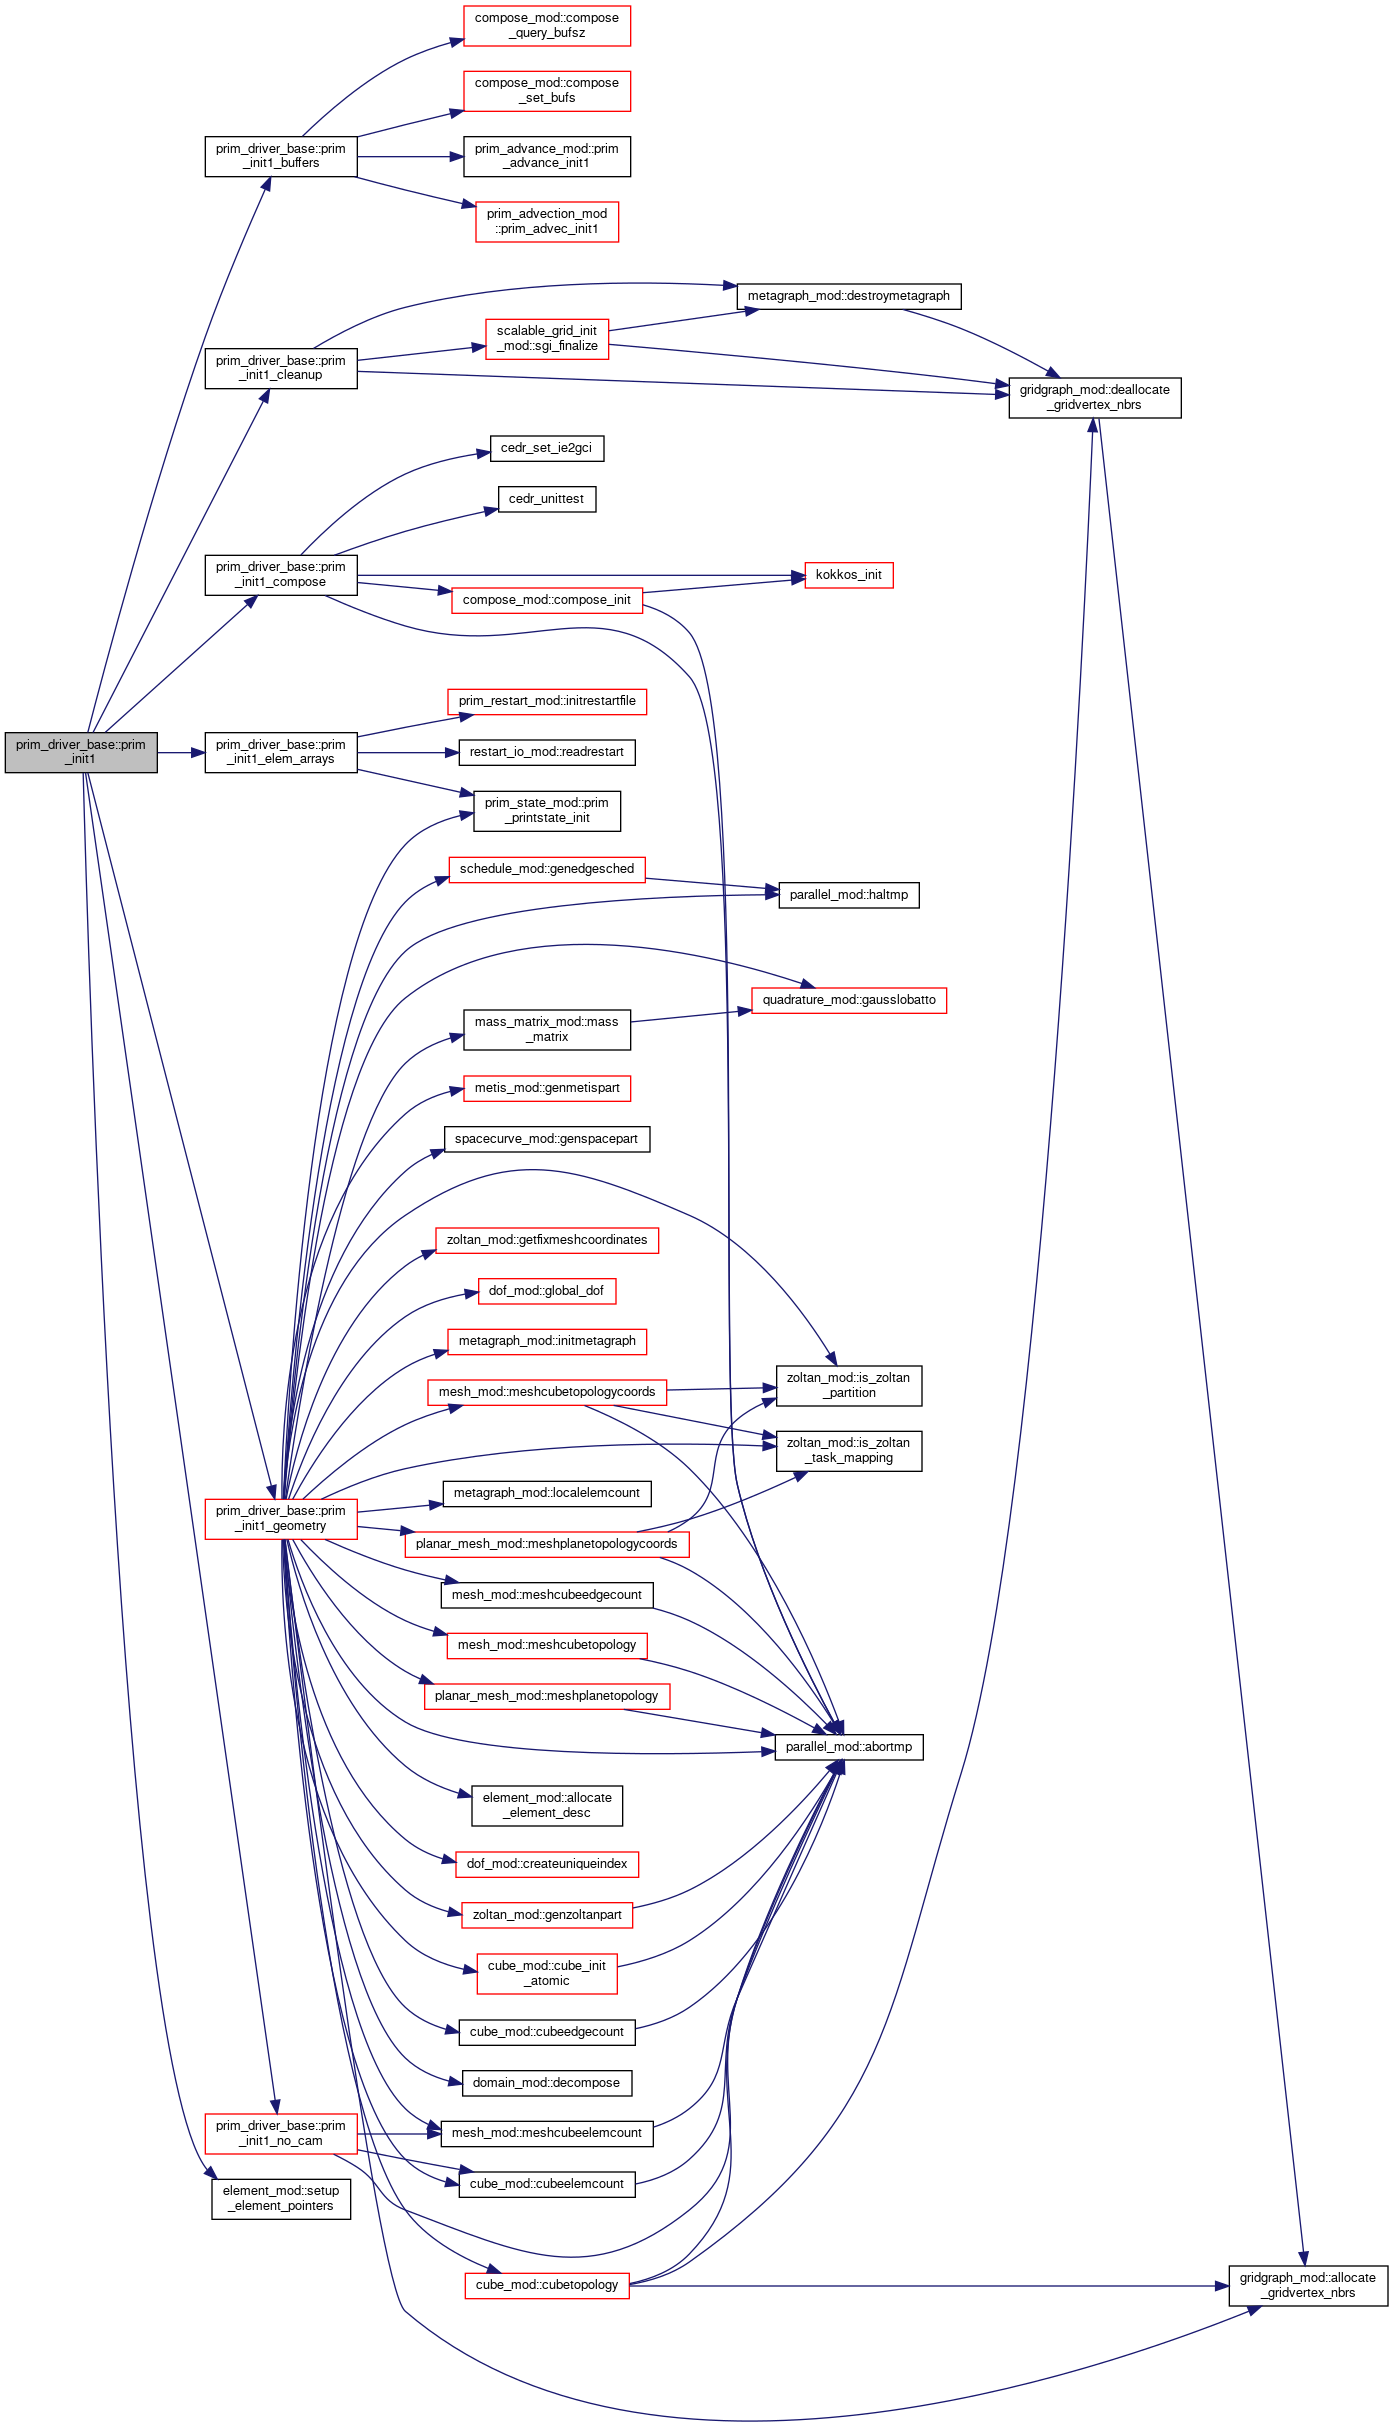 compose_mod::compose
_query_bufsz
compose_mod::compose
_set_bufs
prim_driver_base::prim
_init1_buffers
prim_advance_mod::prim
_advance_init1
prim_advection_mod
::prim_advec_init1
metagraph_mod::destroymetagraph
scalable_grid_init
_mod::sgi_finalize
prim_driver_base::prim
_init1_cleanup
gridgraph_mod::deallocate
_gridvertex_nbrs
cedr_set_ie2gci
cedr_unittest
prim_driver_base::prim
_init1_compose
kokkos_init
compose_mod::compose_init
prim_restart_mod::initrestartfile
prim_driver_base::prim
_init1
prim_driver_base::prim
_init1_elem_arrays
restart_io_mod::readrestart
prim_state_mod::prim
_printstate_init
schedule_mod::genedgesched
parallel_mod::haltmp
quadrature_mod::gausslobatto
mass_matrix_mod::mass
_matrix
metis_mod::genmetispart
spacecurve_mod::genspacepart
zoltan_mod::getfixmeshcoordinates
dof_mod::global_dof
metagraph_mod::initmetagraph
zoltan_mod::is_zoltan
_partition
mesh_mod::meshcubetopologycoords
zoltan_mod::is_zoltan
_task_mapping
metagraph_mod::localelemcount
prim_driver_base::prim
_init1_geometry
planar_mesh_mod::meshplanetopologycoords
mesh_mod::meshcubeedgecount
mesh_mod::meshcubetopology
planar_mesh_mod::meshplanetopology
parallel_mod::abortmp
element_mod::allocate
_element_desc
dof_mod::createuniqueindex
zoltan_mod::genzoltanpart
cube_mod::cube_init
_atomic
cube_mod::cubeedgecount
domain_mod::decompose
prim_driver_base::prim
_init1_no_cam
mesh_mod::meshcubeelemcount
cube_mod::cubeelemcount
element_mod::setup
_element_pointers
cube_mod::cubetopology
gridgraph_mod::allocate
_gridvertex_nbrs